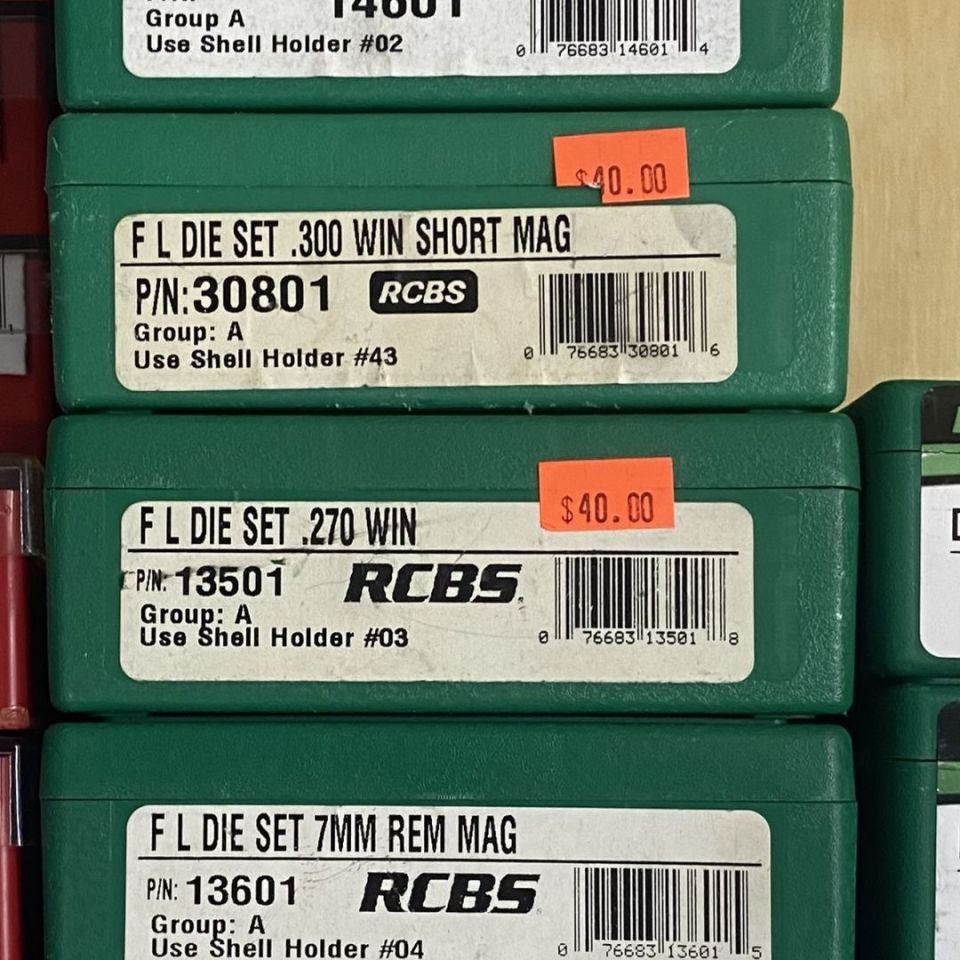 14601
Group A
Use Shell Holder #02
0 76683 14601 4
$40.00
F L DIE SET .300 WIN SHORT MAG
P/N:30801 RCBS
Group: A
Use Shell Holder #43
0 76683 30801 6
$40.00
F L DIE SET .270 WIN
P/N: 13501 RCBS
Group: A
Use Shell Holder #03
0 76683 13501 8
F L DIE SET 7MM REM MAG
P/N: 13601 RCBS
Group: A
Use Shell Holder #04
0 76683 13601 5